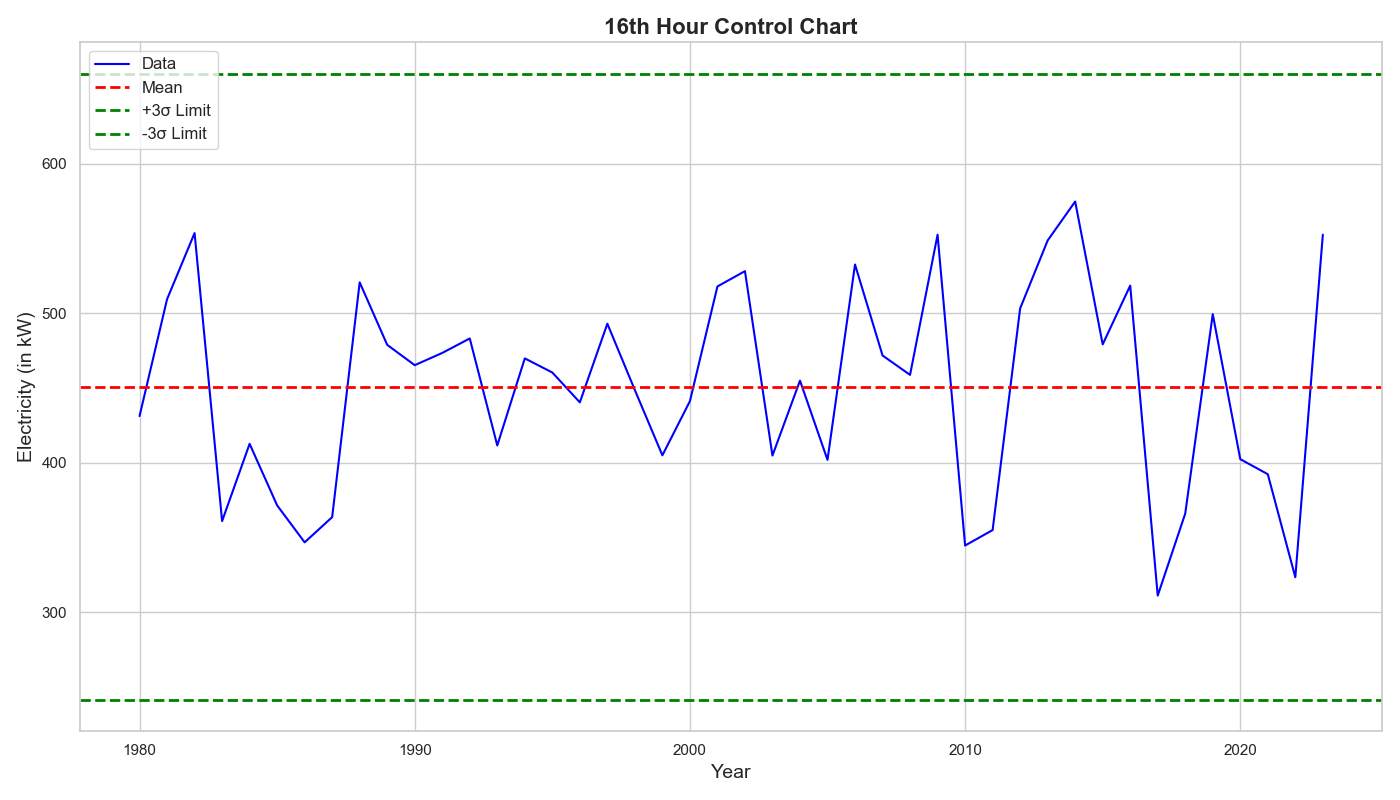 16th Hour Control Chart
Data
Mean
+3σ Limit
-3σ Limit
Electricity (in kW)
600
500
400
300
1980
1990
2000
2010
2020
Year